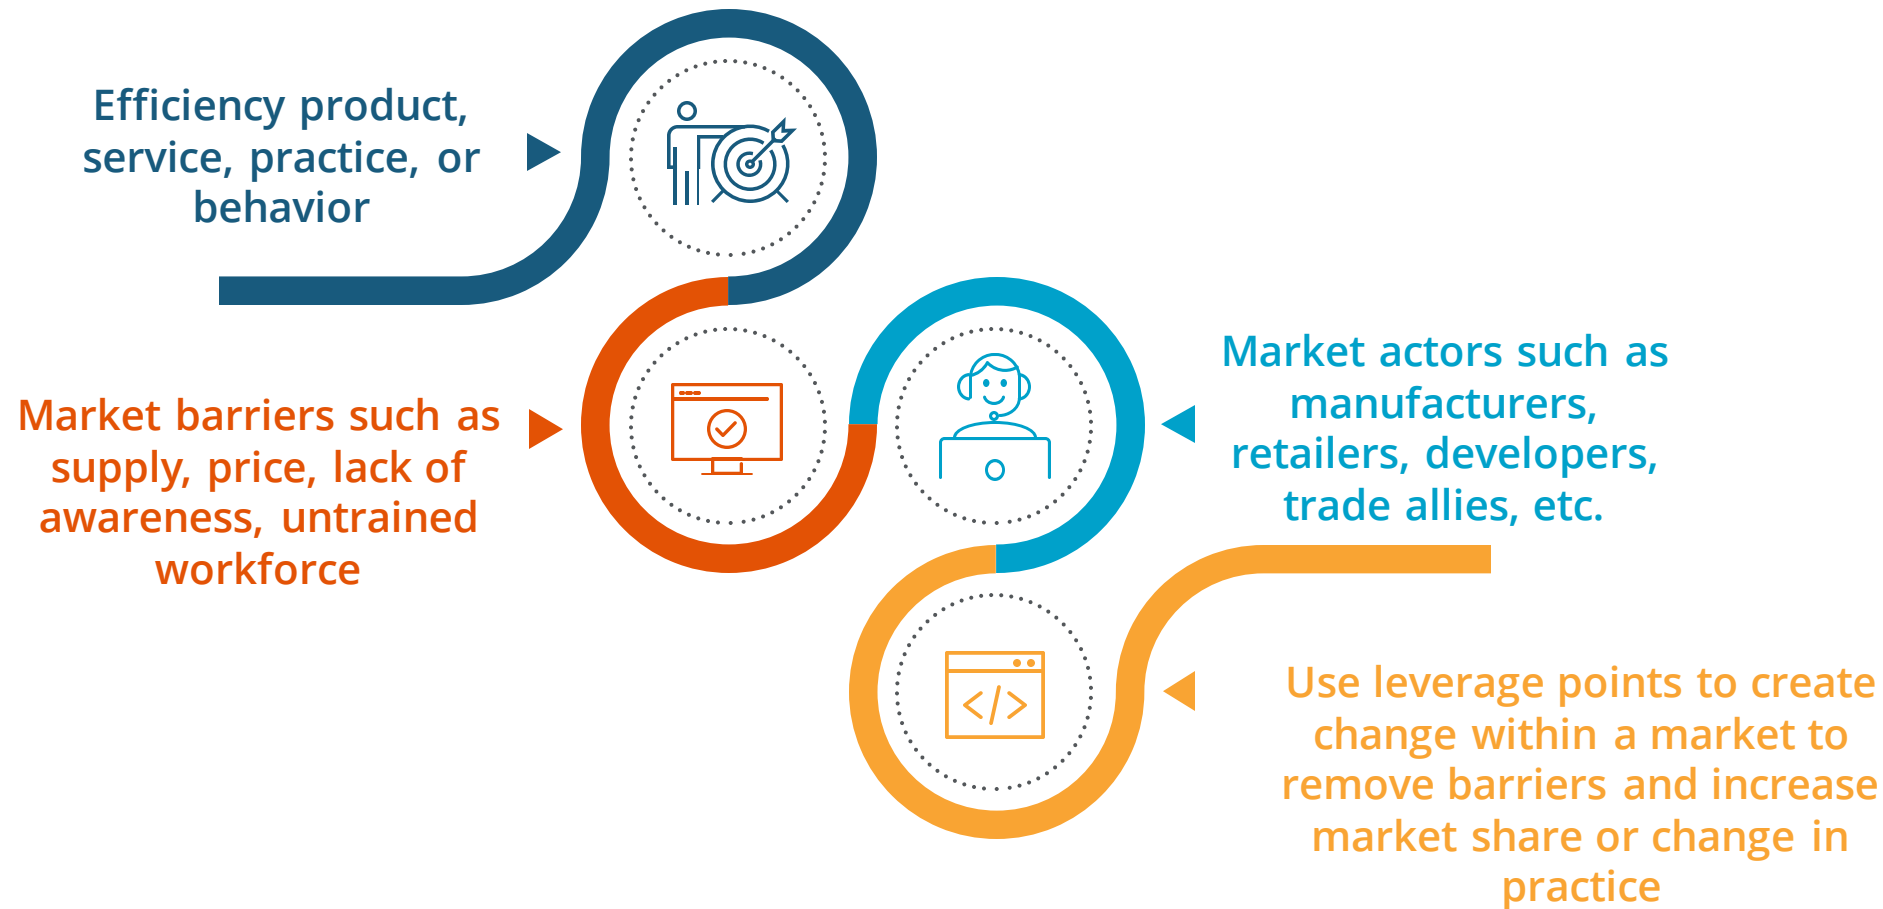 Efficiency product,
service, practice, or
behavior
Market barriers such as
supply, price, lack of
awareness, untrained
workforce
Market actors such as
manufacturers,
retailers, developers,
trade allies, etc.
Use leverage points to create
change within a market to
remove barriers and increase
market share or change in
practice